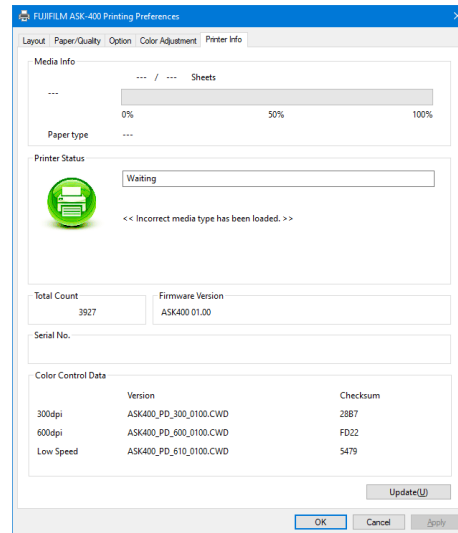 FUJIFILM ASK-400 Printing Preferences
Layout Paper/Quality Option Color Adjustment Printer Info
Media Info
--- / --- Sheets
---
0% 50% 100%
Paper type ---
Printer Status
Waiting
<< Incorrect media type has been loaded. >>
Total Count Firmware Version
3927 ASK400 01.00
Serial No.
Color Control Data
Version Checksum
300dpi ASK400_PD_300_0100.CWD 28B7
600dpi ASK400_PD_600_0100.CWD FD22
Low Speed ASK400_PD_610_0100.CWD 5479
Update(U)
OK Cancel Apply